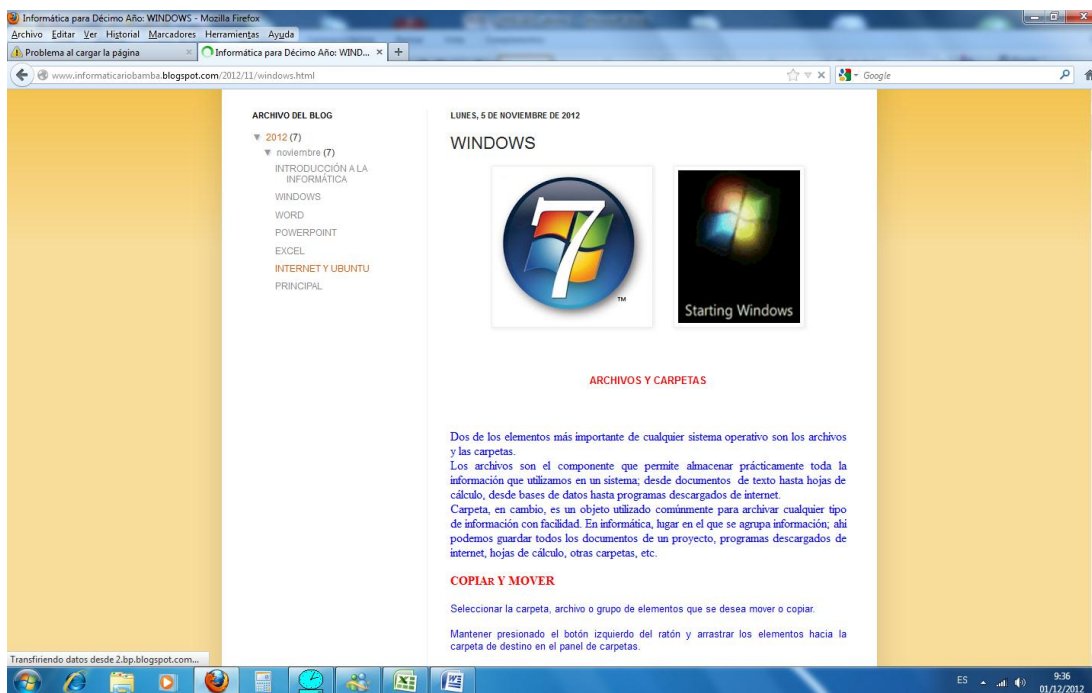 Informática para Décimo Año: WINDOWS - Mozilla Firefox
Archivo Editar Ver Historial Marcadores Herramientas Ayuda
Problema al cargar la página
Informática para Décimo Año: WIND...
www.informaticariobamba.blogspot.com/2012/11/windows.html
Google
ARCHIVO DEL BLOG
▼ 2012 (7)
▼ noviembre (7)
INTRODUCCIÓN A LA
INFORMÁTICA
WINDOWS
WORD
POWERPOINT
EXCEL
INTERNET Y UBUNTU
PRINCIPAL
LUNES, 5 DE NOVIEMBRE DE 2012
WINDOWS
7
TM
Starting Windows
ARCHIVOS Y CARPETAS
Dos de los elementos más importante de cualquier sistema operativo son los archivos
y las carpetas.
Los archivos son el componente que permite almacenar prácticamente toda la
información que utilizamos en un sistema; desde documentos de texto hasta hojas de
cálculo, desde bases de datos hasta programas descargados de internet.
Carpeta, en cambio, es un objeto utilizado comúnmente para archivar cualquier tipo
de información con facilidad. En informática, lugar en el que se agrupa información; ahí
podemos guardar todos los documentos de un proyecto, programas descargados de
internet, hojas de cálculo, otras carpetas, etc.
COPIAR Y MOVER
Seleccionar la carpeta, archivo o grupo de elementos que se desea mover o copiar.
Mantener presionado el botón izquierdo del ratón y arrastrar los elementos hacia la
carpeta de destino en el panel de carpetas.
Transfiriendo datos desde 2.bp.blogspot.com...
ES
9:36
01/12/2012